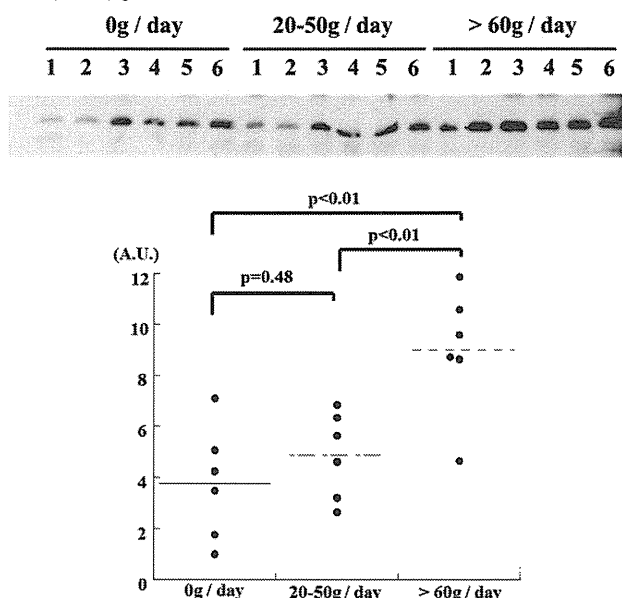 0g / day 20-50g / day > 60g / day
1 2 3 4 5 6 1 2 3 4 5 6 1 2 3 4 5 6
p<0.01
p<0.01
(A.U.)
p=0.48
12
10
8
6
4
2
0
0g / day 20-50g / day > 60g / day